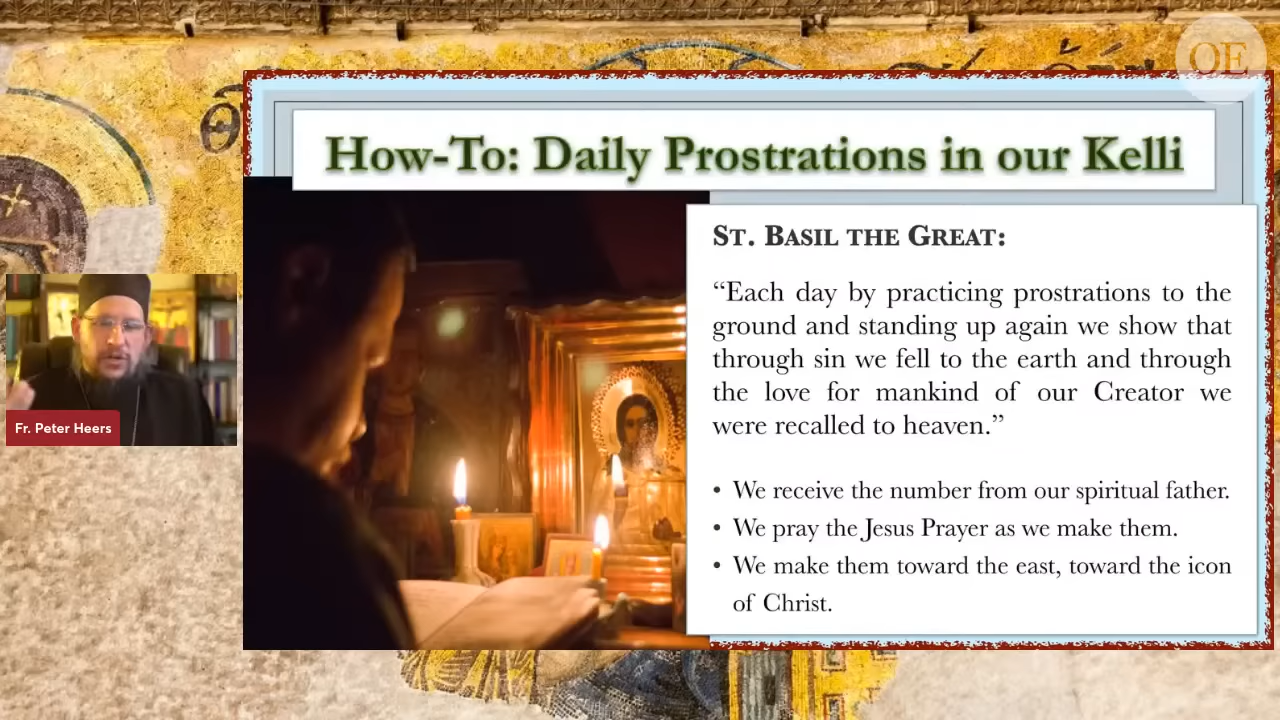 OE
θ
How-To: Daily Prostrations in our Kelli
ST. BASIL THE GREAT:
“Each day by practicing prostrations to the
ground and standing up again we show that
through sin we fell to the earth and through
the love for mankind of our Creator we
were recalled to heaven.”
• We receive the number from our spiritual father.
• We pray the Jesus Prayer as we make them.
• We make them toward the east, toward the icon
of Christ.
Fr. Peter Heers